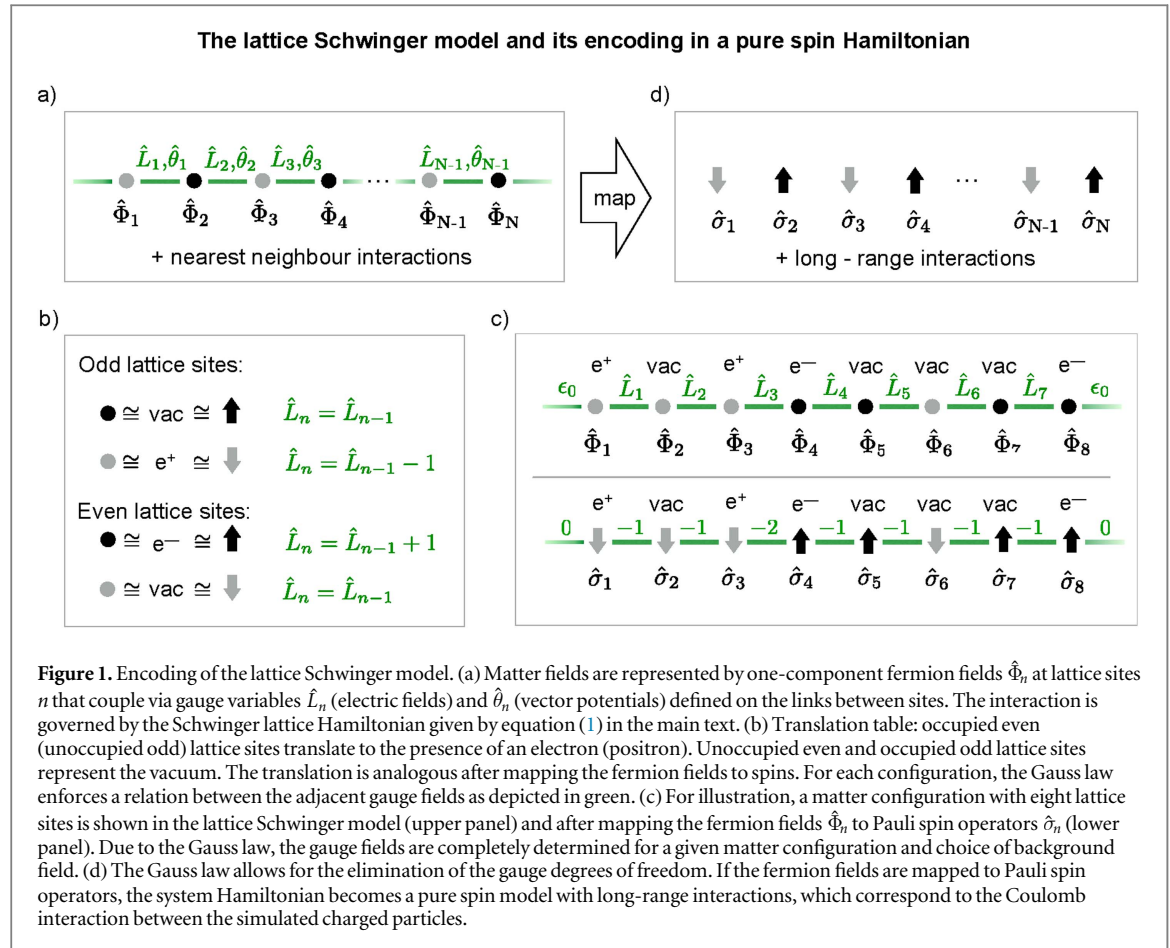 The lattice Schwinger model and its encoding in a pure spin Hamiltonian
a)
L̂₁,θ̂₁ L̂₂,θ̂₂ L̂₃,θ̂₃ L̂_N-1,θ̂_N-1
...
Φ̂₁ Φ̂₂ Φ̂₃ Φ̂₄ Φ̂_N-1 Φ̂_N
+ nearest neighbour interactions
map
d)
...
σ̂₁ σ̂₂ σ̂₃ σ̂₄ σ̂_N-1 σ̂_N
+ long - range interactions
b)
Odd lattice sites:
≅ vac ≅ L̂ₙ = L̂ₙ₋₁
≅ e⁺ ≅ L̂ₙ = L̂ₙ₋₁ − 1
Even lattice sites:
≅ e− ≅ L̂ₙ = L̂ₙ₋₁ + 1
≅ vac ≅ L̂ₙ = L̂ₙ₋₁
c)
e⁺ vac e⁺ e− vac vac vac e−
ϵ₀ L̂₁ L̂₂ L̂₃ L̂₄ L̂₅ L̂₆ L̂₇ ϵ₀
Φ̂₁ Φ̂₂ Φ̂₃ Φ̂₄ Φ̂₅ Φ̂₆ Φ̂₇ Φ̂₈
e⁺ vac e⁺ e− vac vac vac e−
0 −1 −1 −2 −1 −1 −1 −1 0
σ̂₁ σ̂₂ σ̂₃ σ̂₄ σ̂₅ σ̂₆ σ̂₇ σ̂₈
Figure 1. Encoding of the lattice Schwinger model. (a) Matter fields are represented by one-component fermion fields Φ̂ₙ at lattice sites
n that couple via gauge variables L̂ₙ (electric fields) and θ̂ₙ (vector potentials) defined on the links between sites. The interaction is
governed by the Schwinger lattice Hamiltonian given by equation (1) in the main text. (b) Translation table: occupied even
(unoccupied odd) lattice sites translate to the presence of an electron (positron). Unoccupied even and occupied odd lattice sites
represent the vacuum. The translation is analogous after mapping the fermion fields to spins. For each configuration, the Gauss law
enforces a relation between the adjacent gauge fields as depicted in green. (c) For illustration, a matter configuration with eight lattice
sites is shown in the lattice Schwinger model (upper panel) and after mapping the fermion fields Φ̂ₙ to Pauli spin operators σ̂ₙ (lower
panel). Due to the Gauss law, the gauge fields are completely determined for a given matter configuration and choice of background
field. (d) The Gauss law allows for the elimination of the gauge degrees of freedom. If the fermion fields are mapped to Pauli spin
operators, the system Hamiltonian becomes a pure spin model with long-range interactions, which correspond to the Coulomb
interaction between the simulated charged particles.